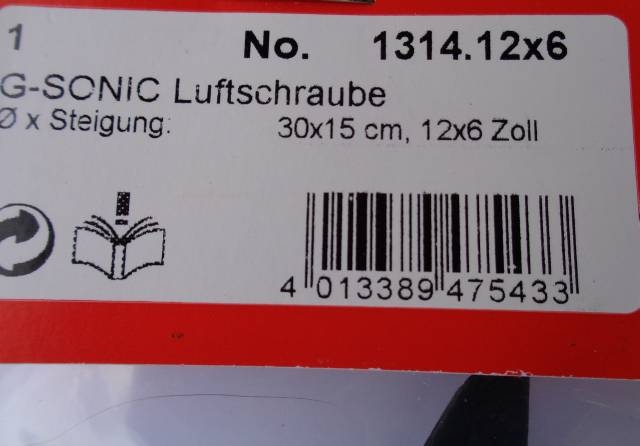 1 No. 1314.12x6
G-SONIC Luftschraube
Ø x Steigung: 30x15 cm, 12x6 Zoll
4 013389 475433